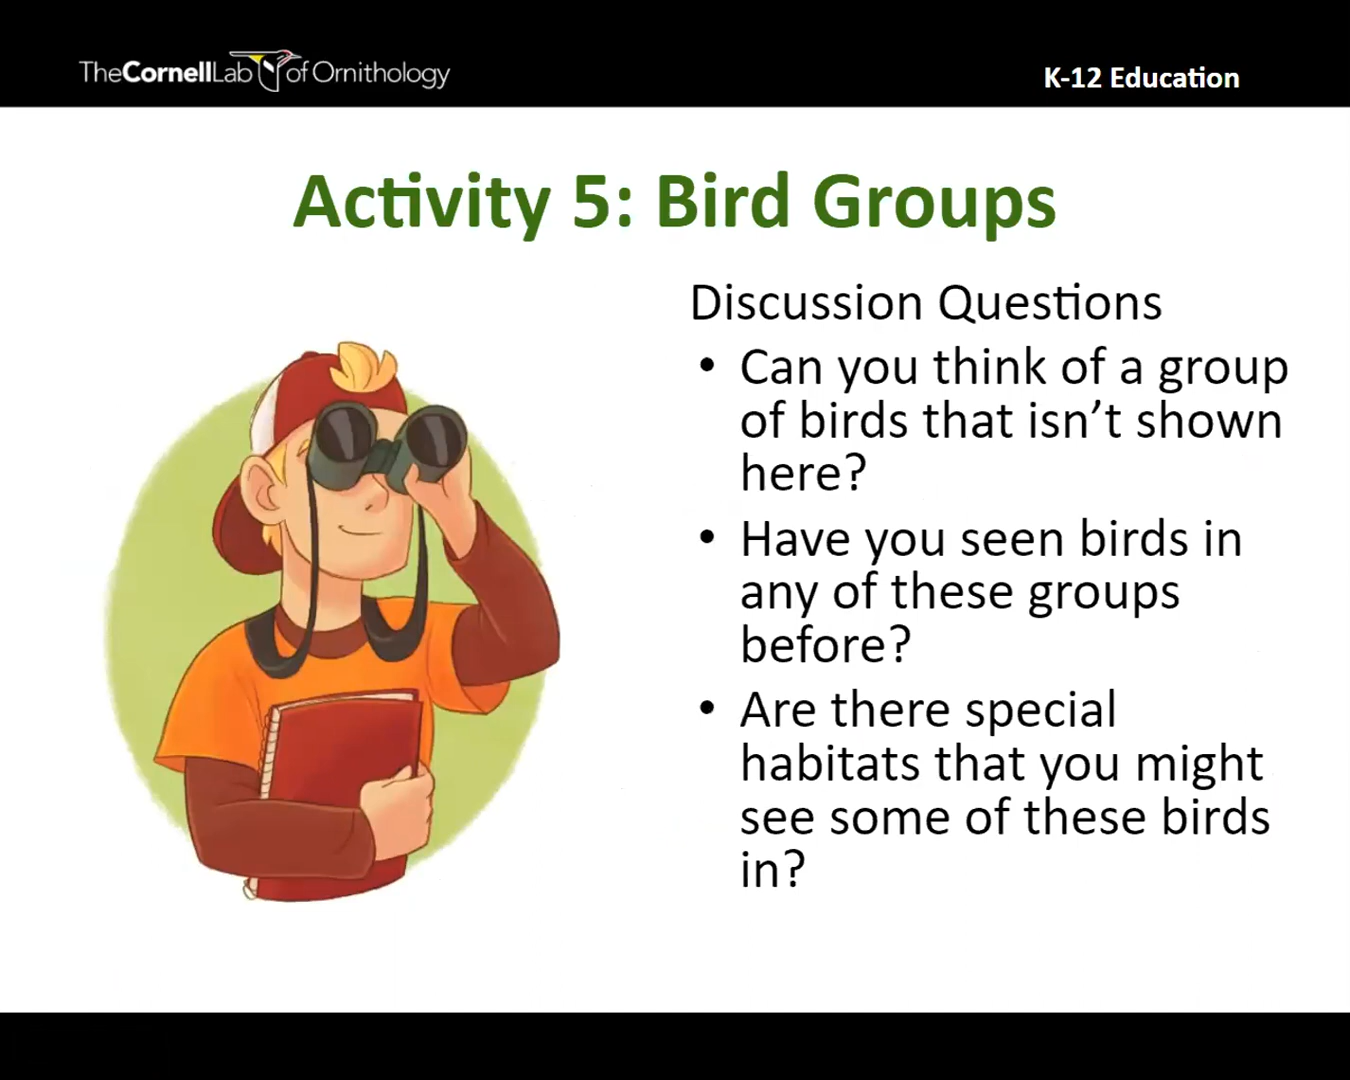 TheCornellLab of Ornithology
K-12 Education
Activity 5: Bird Groups
Discussion Questions
• Can you think of a group
of birds that isn’t shown
here?
• Have you seen birds in
any of these groups
before?
• Are there special
habitats that you might
see some of these birds
in?